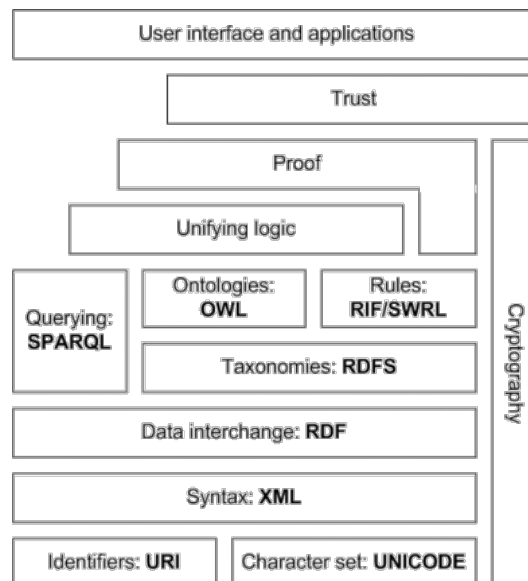 User interface and applications
Trust
Proof
Unifying logic
Ontologies:
OWL
Rules:
RIF/SWRL
Querying:
SPARQL
Taxonomies: RDFS
Cryptography
Data interchange: RDF
Syntax: XML
Identifiers: URI
Character set: UNICODE